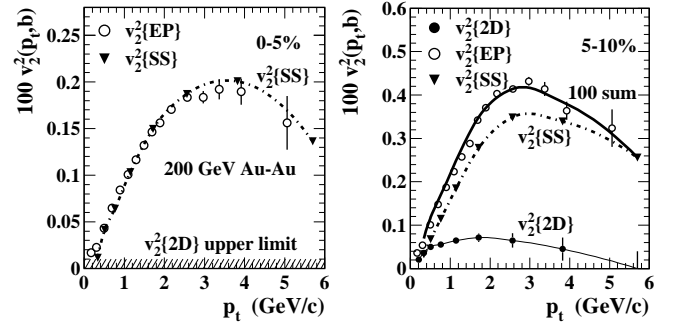 100 v₂²(pₜ,b)
0.25
0.2
0.15
0.1
0.05
0
v₂²{EP}
v₂²{SS}
0-5%
v₂²{SS}
200 GeV Au-Au
v₂²{2D} upper limit
0 1 2 3 4 5 6
pₜ (GeV/c)
100 v₂²(pₜ,b)
0.6
0.5
0.4
0.3
0.2
0.1
0
v₂²{2D}
v₂²{EP}
v₂²{SS}
5-10%
100 sum
v₂²{SS}
v₂²{2D}
0 1 2 3 4 5 6
pₜ (GeV/c)